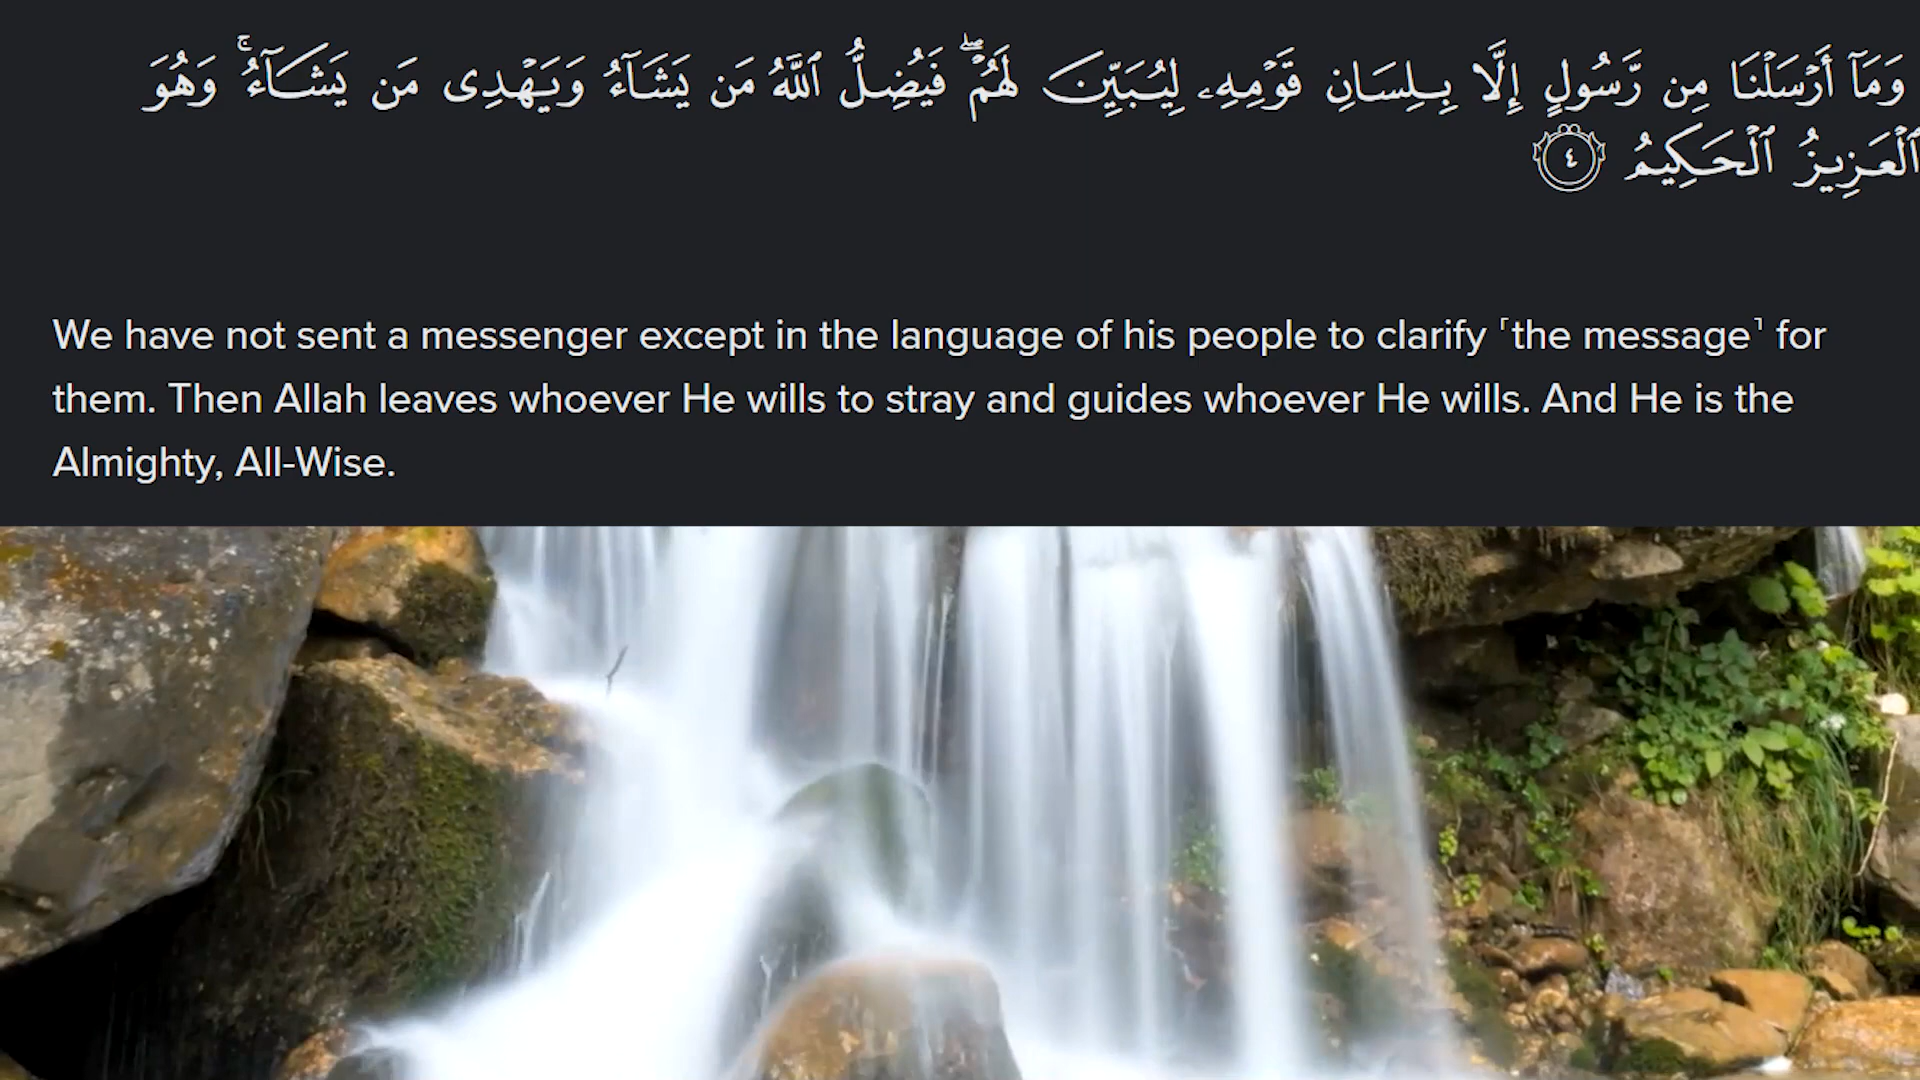 وَمَآ أَرْسَلْنَا مِن رَّسُولٍ إِلَّا بِلِسَانِ قَوْمِهِۦ لِيُبَيِّنَ لَهُمْ ۖ فَيُضِلُّ ٱللَّهُ مَن يَشَآءُ وَيَهْدِى مَن يَشَآءُ ۚ وَهُوَ
ٱلْعَزِيزُ ٱلْحَكِيمُ ٤
We have not sent a messenger except in the language of his people to clarify ˹the message˺ for
them. Then Allah leaves whoever He wills to stray and guides whoever He wills. And He is the
Almighty, All-Wise.